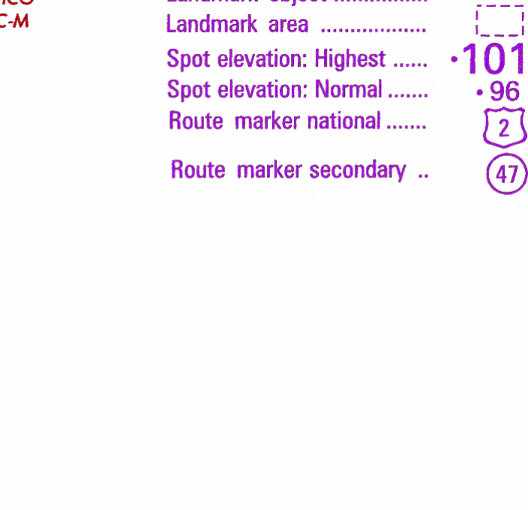 C-M
Landmark area ..................
Spot elevation: Highest ...... ·101
Spot elevation: Normal ....... ·96
Route marker national ....... 2
Route marker secondary .. 47